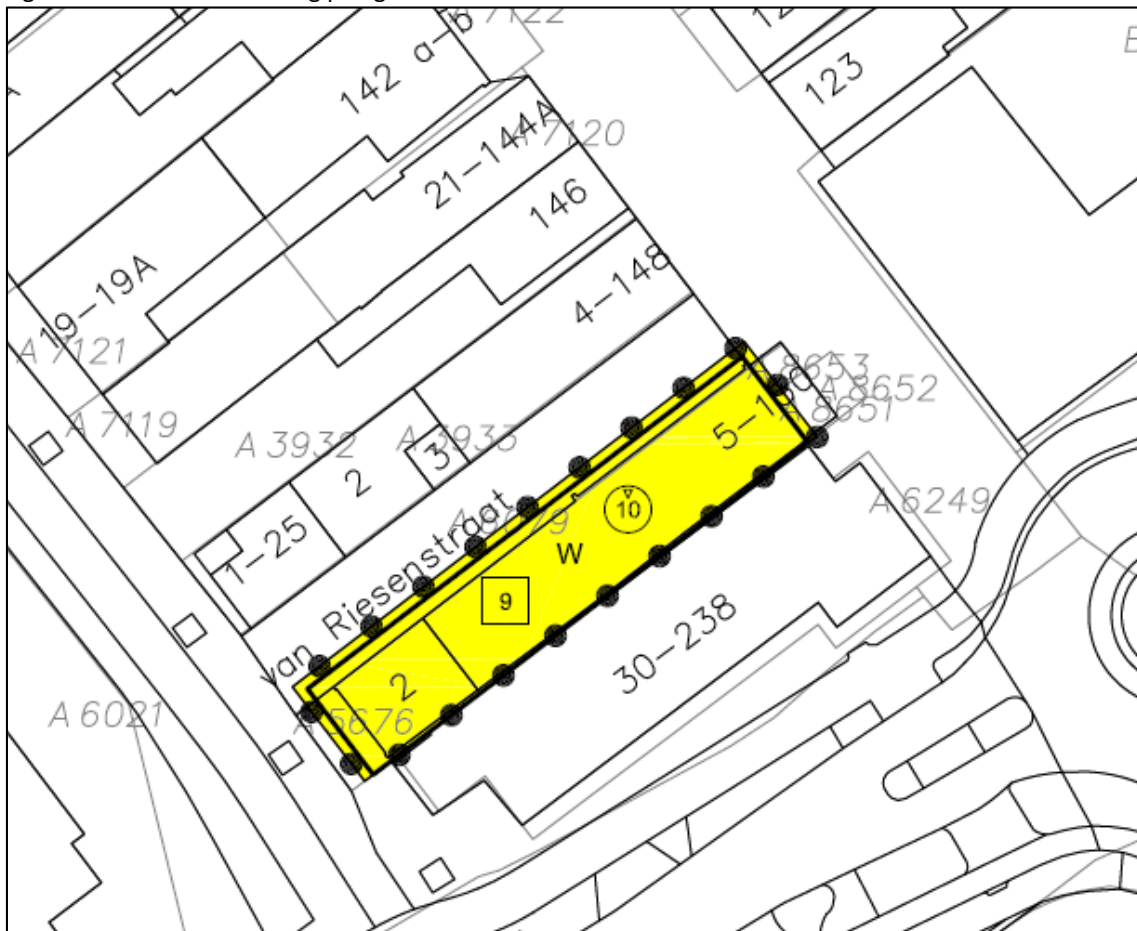 A 7122
142 a-b
123
21-144A
A 7120
146
19-19A
4-148
A 7121
A 8653
A 8652
A 8651
A 7119
A 3932
A 3933
3
2
5-1
A 6249
10
1-25
van Riesenstraat
W
9
30-238
2
A 6021
A 5676